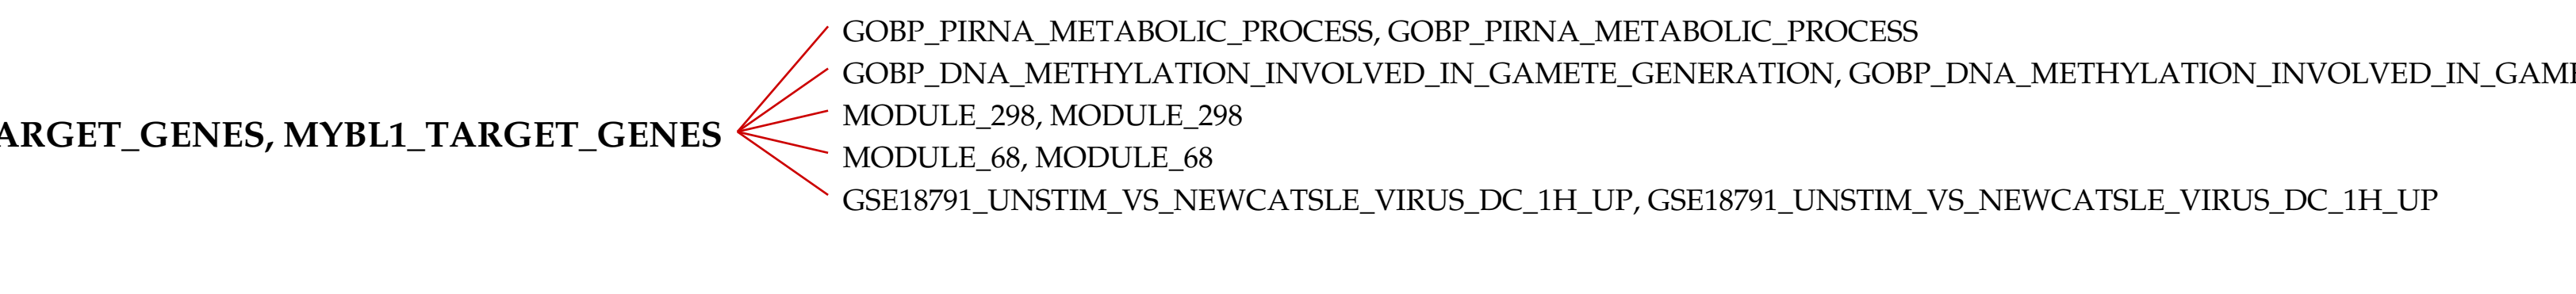 GOBP_PIRNA_METABOLIC_PROCESS, GOBP_PIRNA_METABOLIC_PROCESS
GOBP_DNA_METHYLATION_INVOLVED_IN_GAMETE_GENERATION, GOBP_DNA_METHYLATION_INVOLVED_IN_GAM
MODULE_298, MODULE_298
ARGET_GENES, MYBL1_TARGET_GENES
MODULE_68, MODULE_68
GSE18791_UNSTIM_VS_NEWCATSLE_VIRUS_DC_1H_UP, GSE18791_UNSTIM_VS_NEWCATSLE_VIRUS_DC_1H_UP